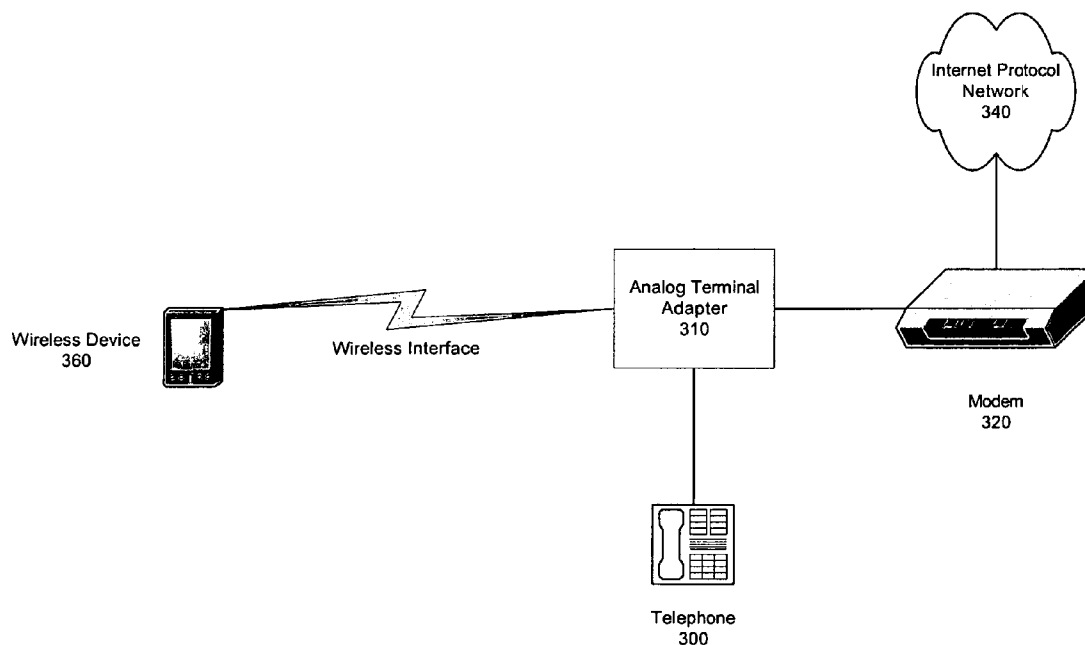 Internet Protocol
Network
340
Analog Terminal
Adapter
310
Wireless Device
360
Wireless Interface
Modem
320
Telephone
300